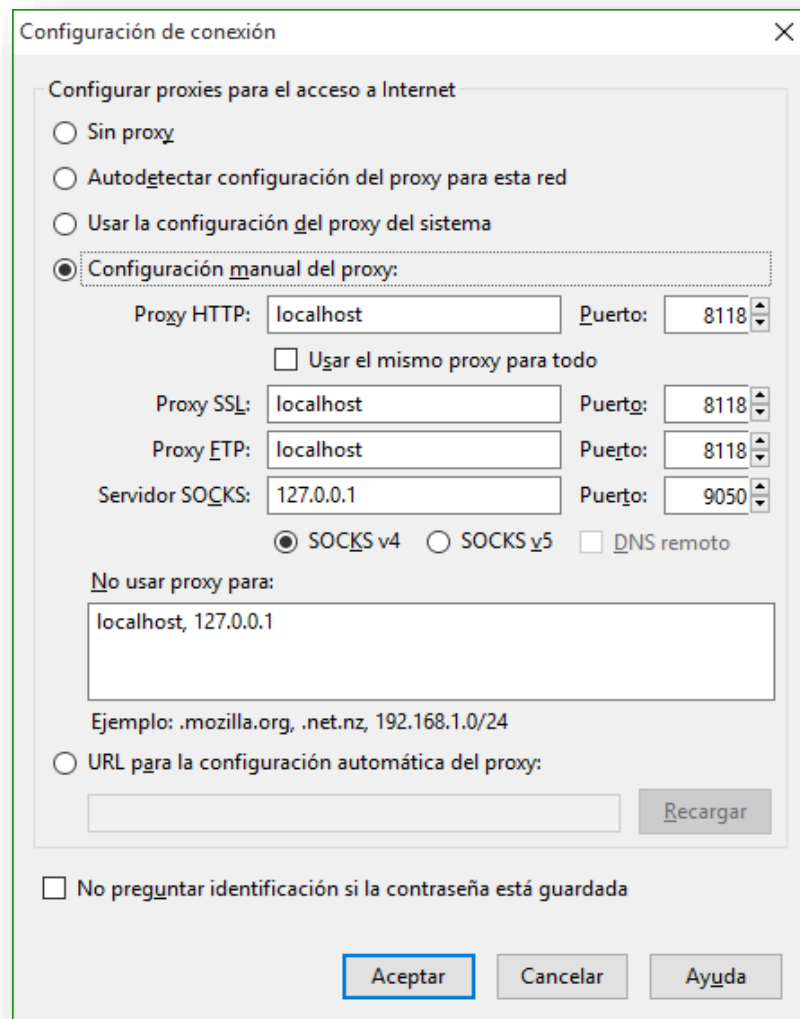 Configuración de conexión
Configurar proxies para el acceso a Internet
Sin proxy
Autodetectar configuración del proxy para esta red
Usar la configuración del proxy del sistema
Configuración manual del proxy:
Proxy HTTP: localhost Puerto: 8118
Usar el mismo proxy para todo
Proxy SSL: localhost Puerto: 8118
Proxy FTP: localhost Puerto: 8118
Servidor SOCKS: 127.0.0.1 Puerto: 9050
SOCKS v4 SOCKS v5 DNS remoto
No usar proxy para:
localhost, 127.0.0.1
Ejemplo: .mozilla.org, .net.nz, 192.168.1.0/24
URL para la configuración automática del proxy:
Recargar
No preguntar identificación si la contraseña está guardada
Aceptar Cancelar Ayuda